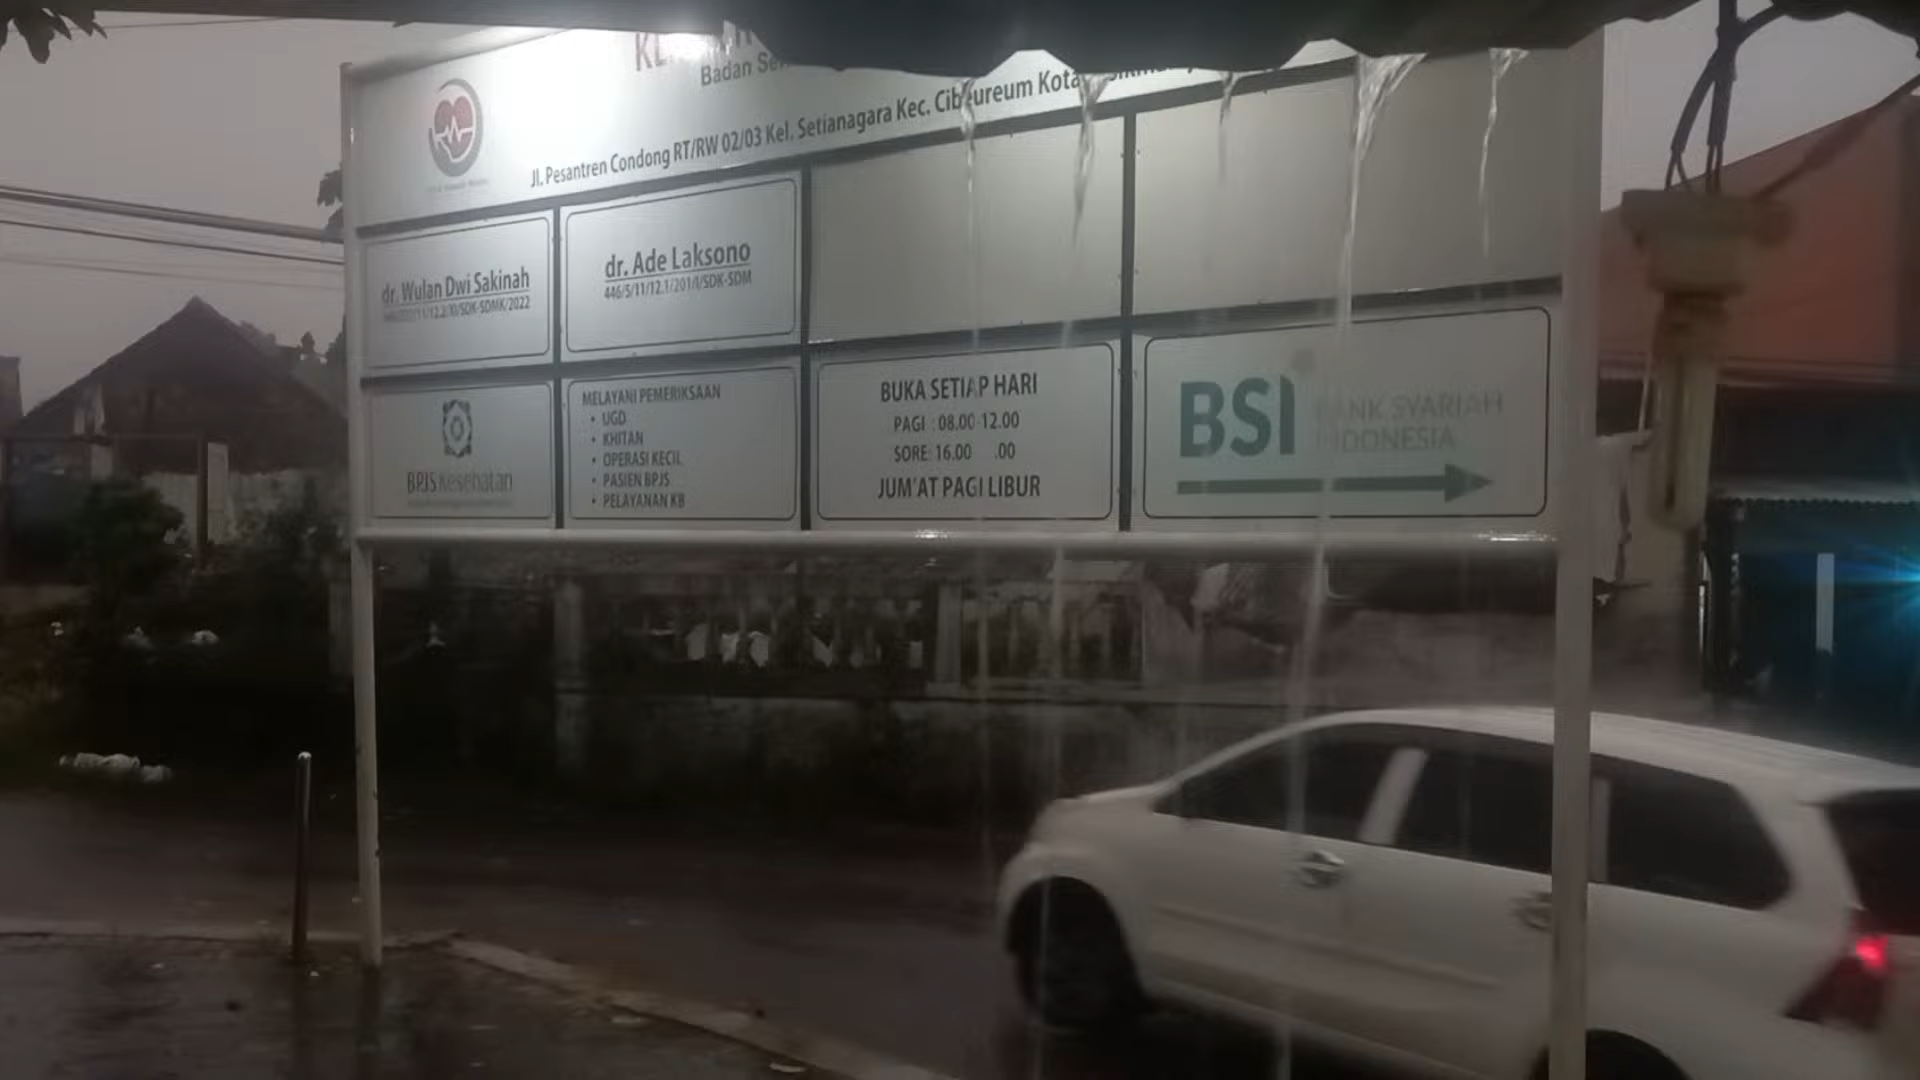 Badan
Jl. Pesantren Condong RT/RW 02/03 Kel. Setianagara Kec. Cibeureum Kota
dr. Wulan Dwi Sakinah
dr. Ade Laksono
446/5/11/12.1/201/I/SDK-SDM
BPJS Kesehatan
MELAYANI PEMERIKSAAN
• UGD
• KHITAN
• OPERASI KECIL
• PASIEN BPJS
• PELAYANAN KB
BUKA SETIAP HARI
PAGI : 08.00-12.00
SORE: 16.00 .00
JUM'AT PAGI LIBUR
BSI BANK SYARIAH
INDONESIA